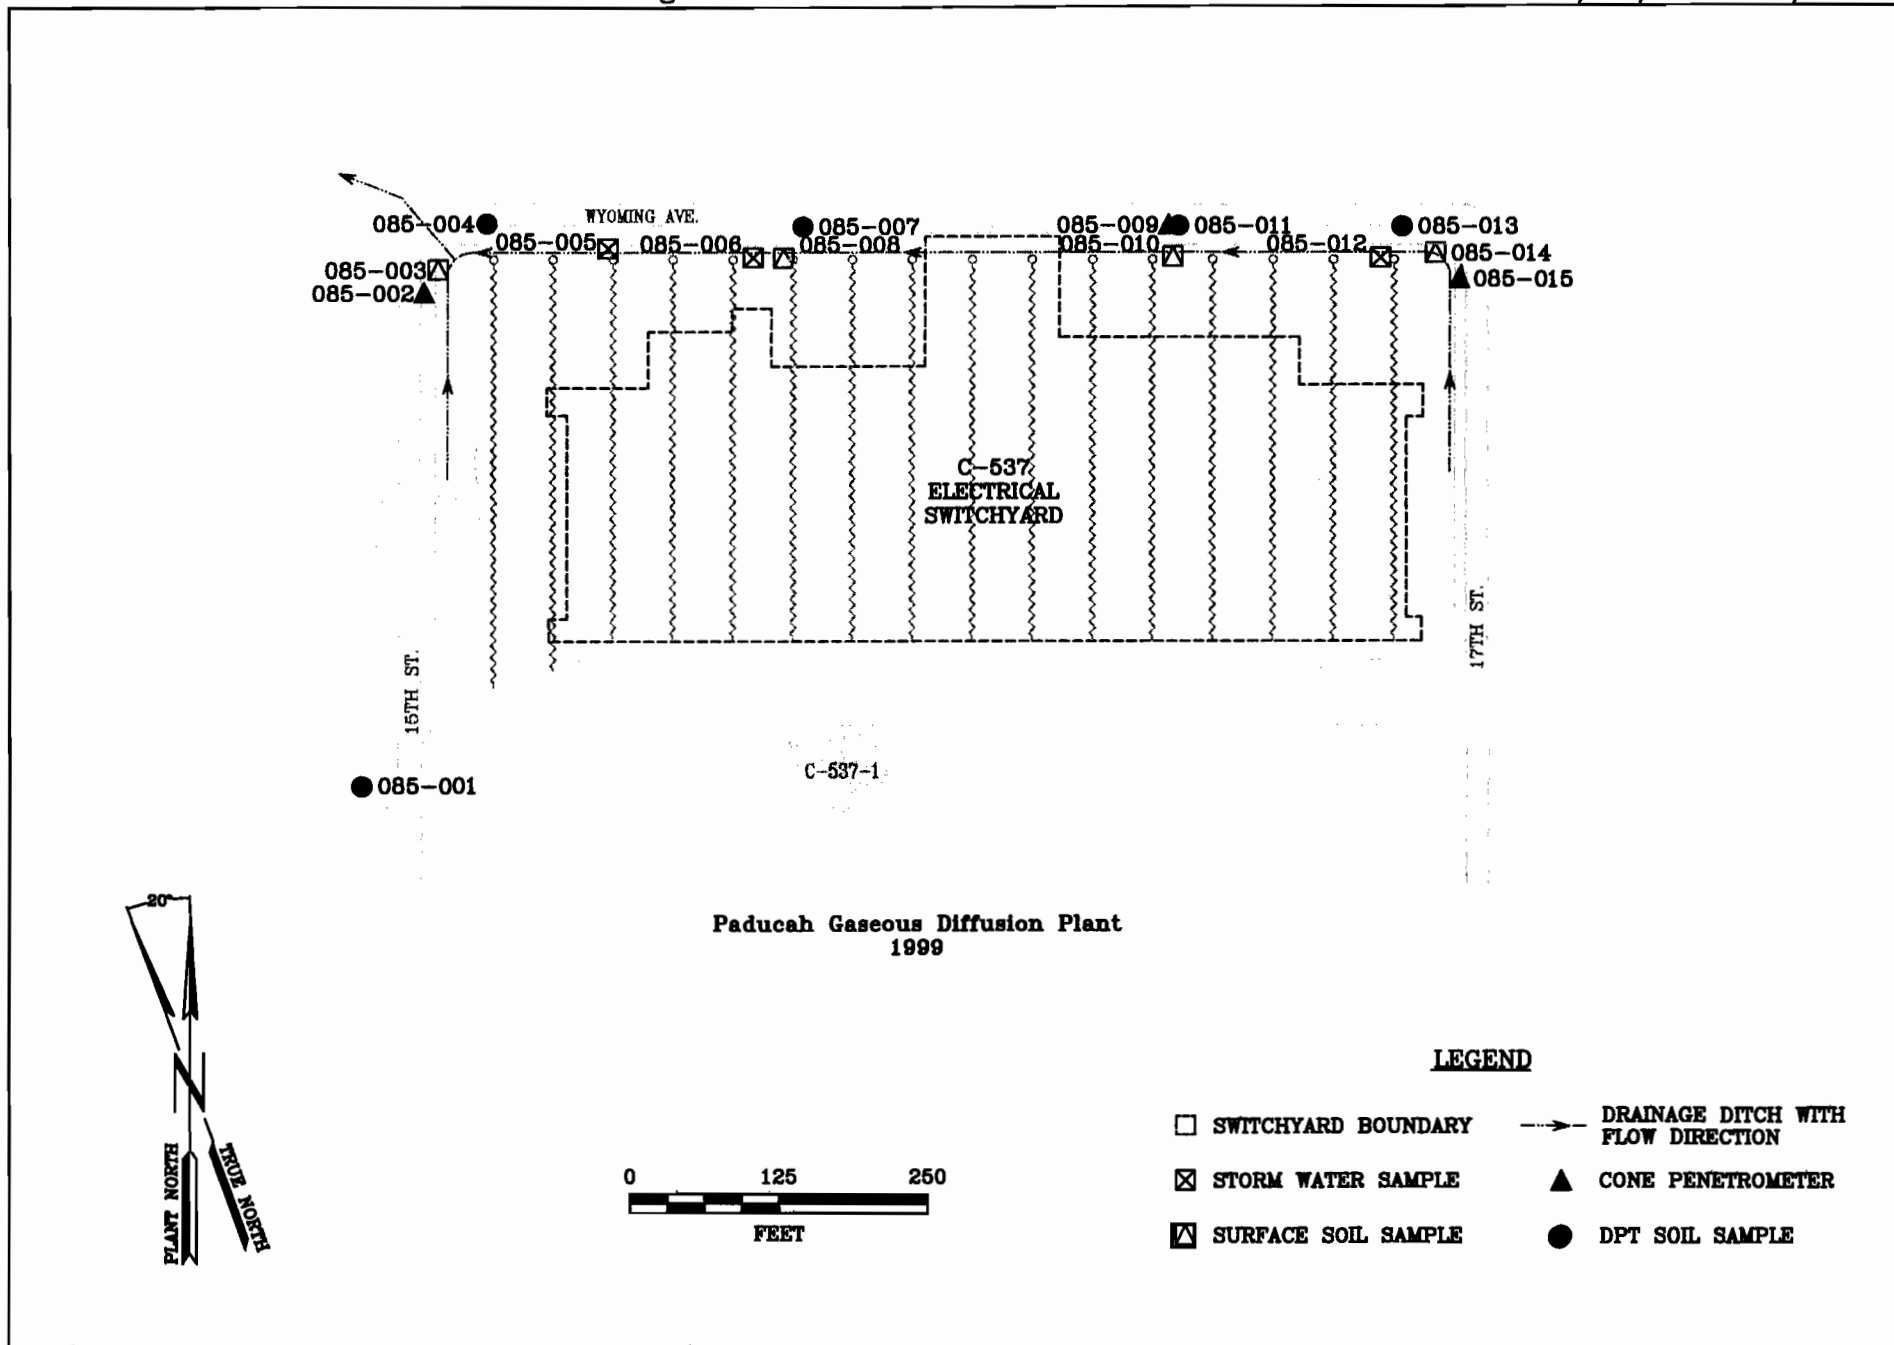 085-004
WYOMING AVE.
085-007
085-009
085-011
085-013
085-005
085-006
085-008
085-010
085-012
085-014
085-003
085-015
085-002
C-537
ELECTRICAL
SWITCHYARD
15TH ST.
17TH ST.
C-537-1
085-001
20°
Paducah Gaseous Diffusion Plant
1999
PLANT NORTH
TRUE NORTH
N
0 125 250
FEET
LEGEND
SWITCHYARD BOUNDARY
STORM WATER SAMPLE
SURFACE SOIL SAMPLE
DRAINAGE DITCH WITH
FLOW DIRECTION
CONE PENETROMETER
DPT SOIL SAMPLE